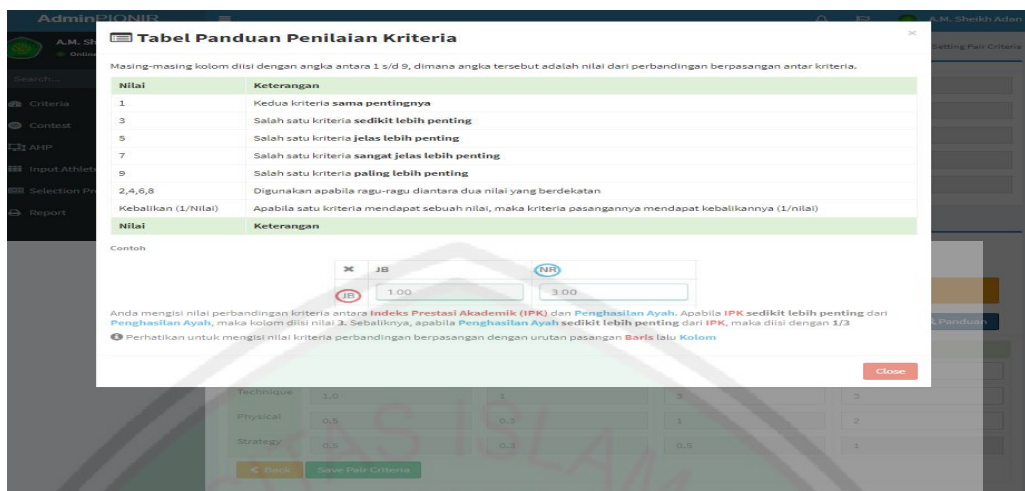 AdminPIONIR
A.M. Sheikh Adan
A.M. Sh
Online
Setting Pair Criteria
Search...
Criteria
Contest
AHP
Input Athlet
Selection Pr
Report
Tabel Panduan Penilaian Kriteria
×
Masing-masing kolom diisi dengan angka antara 1 s/d 9, dimana angka tersebut adalah nilai dari perbandingan berpasangan antar kriteria.
Nilai Keterangan
1 Kedua kriteria sama pentingnya
3 Salah satu kriteria sedikit lebih penting
5 Salah satu kriteria jelas lebih penting
7 Salah satu kriteria sangat jelas lebih penting
9 Salah satu kriteria paling lebih penting
2,4,6,8 Digunakan apabila ragu-ragu diantara dua nilai yang berdekatan
Kebalikan (1/Nilai) Apabila satu kriteria mendapat sebuah nilai, maka kriteria pasangannya mendapat kebalikannya (1/nilai)
Nilai Keterangan
Contoh
JB NR
JB 1.00 3.00
Anda mengisi nilai perbandingan kriteria antara Indeks Prestasi Akademik (IPK) dan Penghasilan Ayah. Apabila IPK sedikit lebih penting dari
Penghasilan Ayah, maka kolom diisi nilai 3. Sebaliknya, apabila Penghasilan Ayah sedikit lebih penting dari IPK, maka diisi dengan 1/3
Perhatikan untuk mengisi nilai kriteria perbandingan berpasangan dengan urutan pasangan Baris lalu Kolom
Panduan
Close
Technique 1.0 1 3 3
Physical 0.5 0.3 1 2
Strategy 0.5 0.3 0.5 1
Back Save Pair Criteria
AS ISLAM